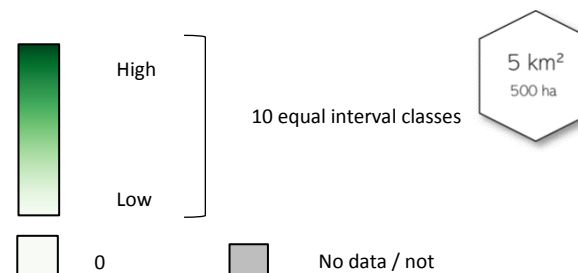 High
5 km²
500 ha
10 equal interval classes
Low
0
No data / not